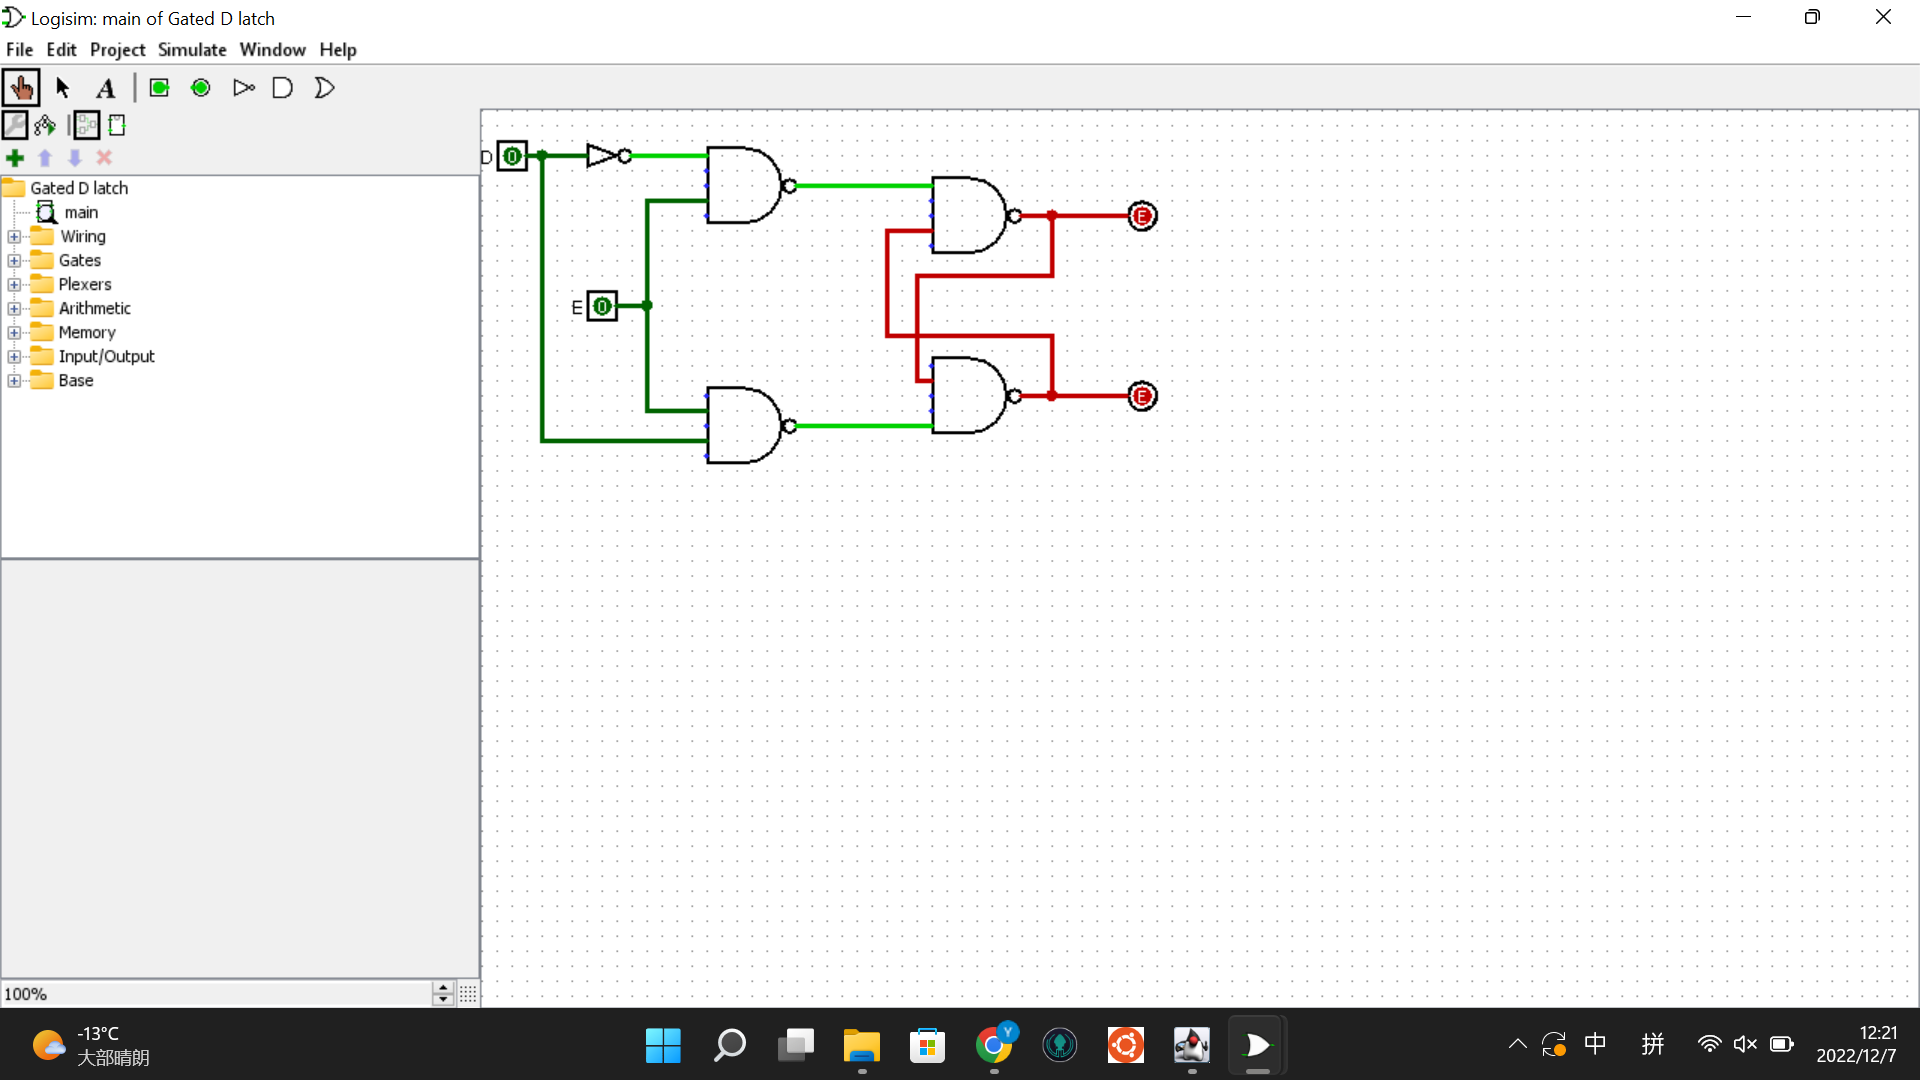 Logisim: main of Gated D latch
File Edit Project Simulate Window Help
A
Gated D latch
main
Wiring
Gates
Plexers
Arithmetic
Memory
Input/Output
Base
D 0
E 0
E
E
100%
-13°C
大部晴朗
Y
中 拼
12:21
2022/12/7